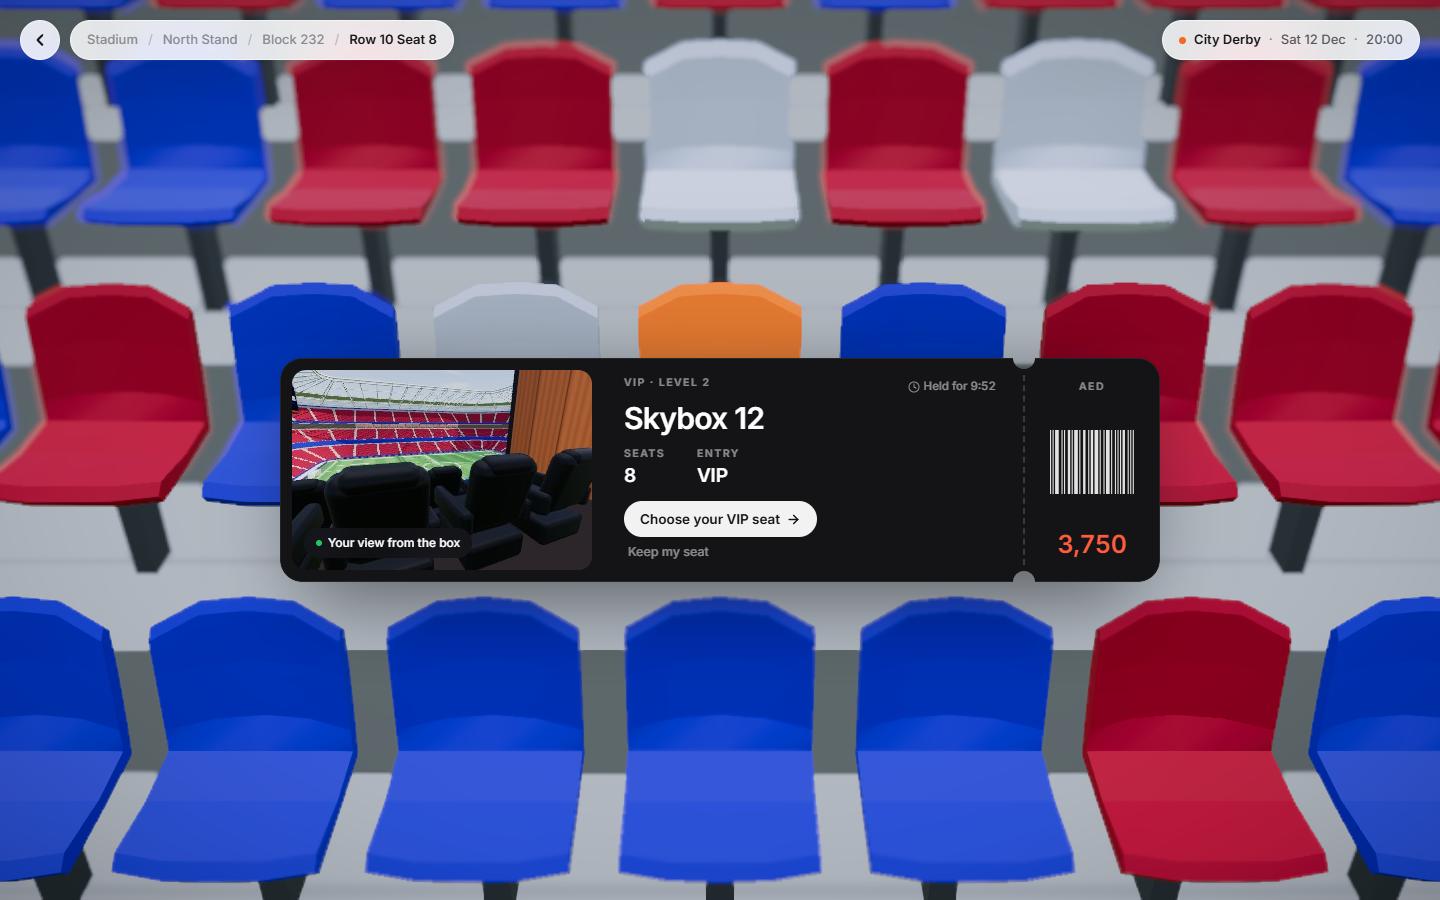 Stadium / North Stand / Block 232 / Row 10 Seat 8
City Derby · Sat 12 Dec · 20:00
VIP · LEVEL 2
Held for 9:52
AED
Skybox 12
SEATS ENTRY
8 VIP
Choose your VIP seat →
Keep my seat
Your view from the box
3,750